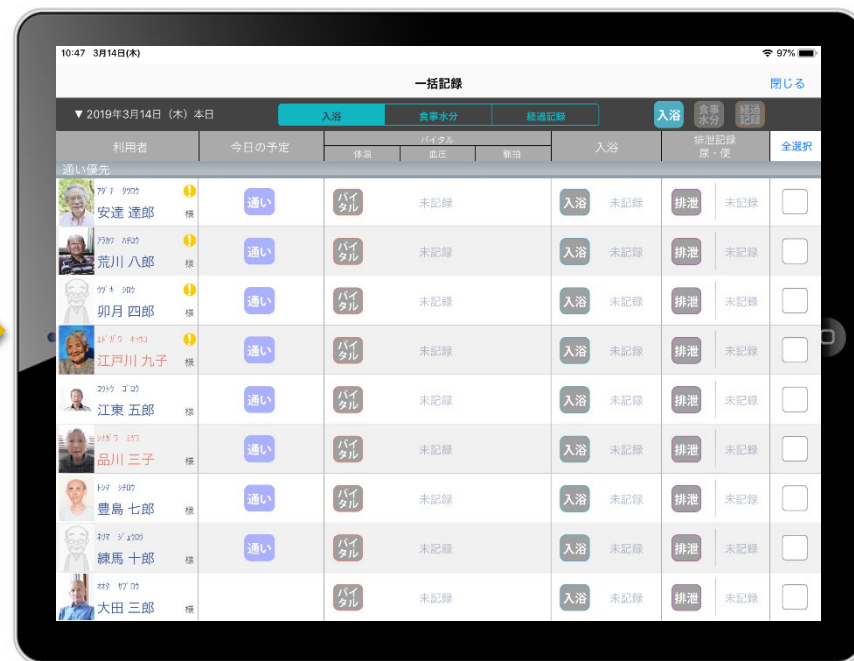 10:47 3月14日(木) 97%
一括記録 閉じる
▼ 2019年3月14日（木）本日 入浴 食事水分 経過記録 入浴 食事水分 経過記録
利用者 今日の予定 バイタル 体温 血圧 脈拍 入浴 排泄記録 尿・便 全選択
通い優先
ｱﾀﾞﾁ ﾀﾂﾛｳ
安達 達郎 様 通い バイタル 未記録 入浴 未記録 排泄 未記録
ｱﾗｶﾜ ﾊﾁﾛｳ
荒川 八郎 様 通い バイタル 未記録 入浴 未記録 排泄 未記録
ｳﾂﾞｷ ｼﾛｳ
卯月 四郎 様 通い バイタル 未記録 入浴 未記録 排泄 未記録
ｴﾄﾞｶﾞﾜ ｷｭｳｺ
江戸川 九子 様 通い バイタル 未記録 入浴 未記録 排泄 未記録
ｺｳﾄｳ ｺﾞﾛｳ
江東 五郎 様 通い バイタル 未記録 入浴 未記録 排泄 未記録
ｼﾅｶﾞﾜ ﾐﾂｺ
品川 三子 様 通い バイタル 未記録 入浴 未記録 排泄 未記録
ﾄｼﾏ ｼﾁﾛｳ
豊島 七郎 様 通い バイタル 未記録 入浴 未記録 排泄 未記録
ﾈﾘﾏ ｼﾞｭｳﾛｳ
練馬 十郎 様 通い バイタル 未記録 入浴 未記録 排泄 未記録
ｵｵﾀ ｻﾌﾞﾛｳ
大田 三郎 様 バイタル 未記録 入浴 未記録 排泄 未記録